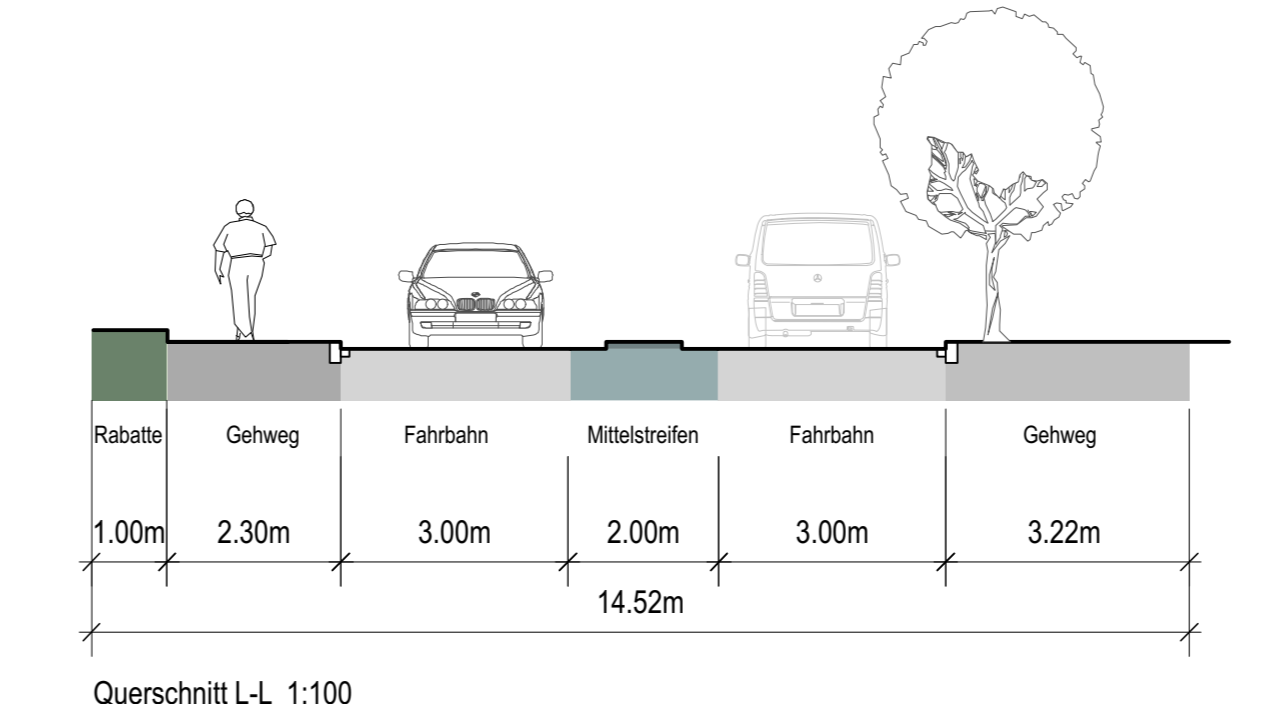 Rabatte Gehweg Fahrbahn Mittelstreifen Fahrbahn Gehweg
1.00m 2.30m 3.00m 2.00m 3.00m 3.22m
14.52m
Querschnitt L-L 1:100